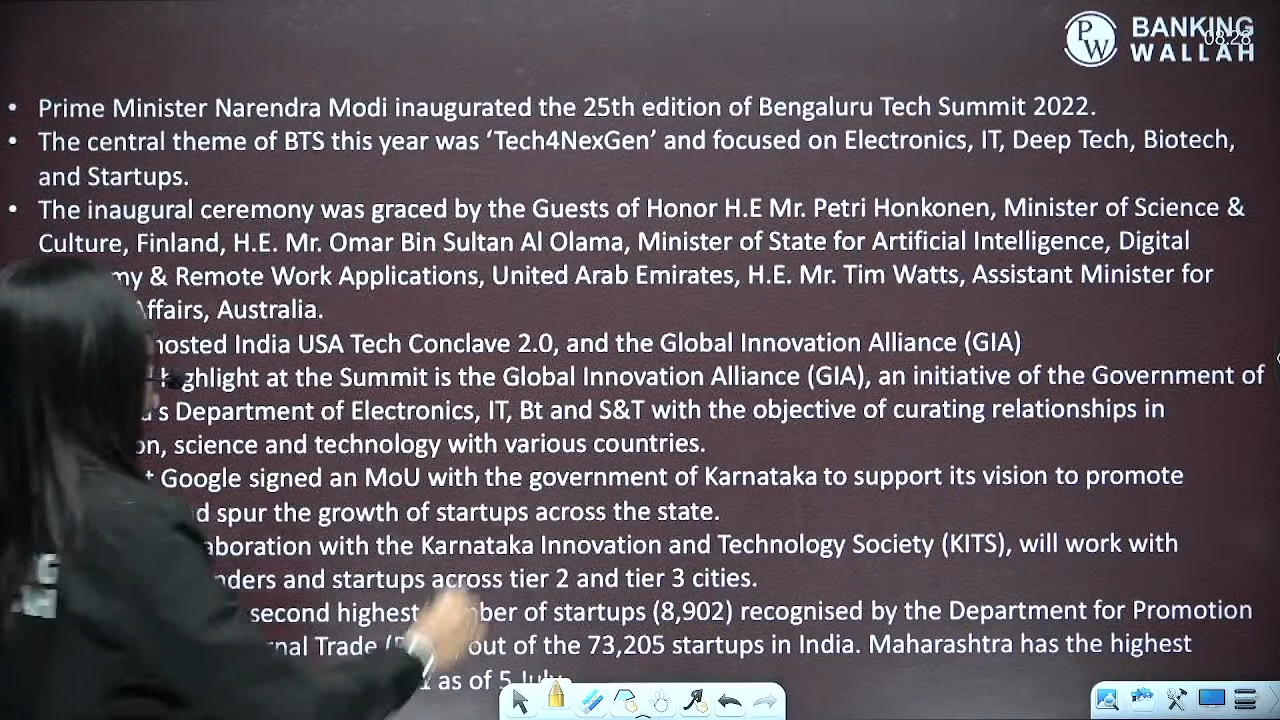 PW BANKING
WALLAH
08:28
• Prime Minister Narendra Modi inaugurated the 25th edition of Bengaluru Tech Summit 2022.
• The central theme of BTS this year was ‘Tech4NexGen’ and focused on Electronics, IT, Deep Tech, Biotech,
and Startups.
• The inaugural ceremony was graced by the Guests of Honor H.E Mr. Petri Honkonen, Minister of Science &
Culture, Finland, H.E. Mr. Omar Bin Sultan Al Olama, Minister of State for Artificial Intelligence, Digital
my & Remote Work Applications, United Arab Emirates, H.E. Mr. Tim Watts, Assistant Minister for
Affairs, Australia.
hosted India USA Tech Conclave 2.0, and the Global Innovation Alliance (GIA)
highlight at the Summit is the Global Innovation Alliance (GIA), an initiative of the Government of
's Department of Electronics, IT, Bt and S&T with the objective of curating relationships in
on, science and technology with various countries.
t Google signed an MoU with the government of Karnataka to support its vision to promote
d spur the growth of startups across the state.
aboration with the Karnataka Innovation and Technology Society (KITS), will work with
nders and startups across tier 2 and tier 3 cities.
second highest mber of startups (8,902) recognised by the Department for Promotion
nal Trade ( out of the 73,205 startups in India. Maharashtra has the highest
as of 5 July